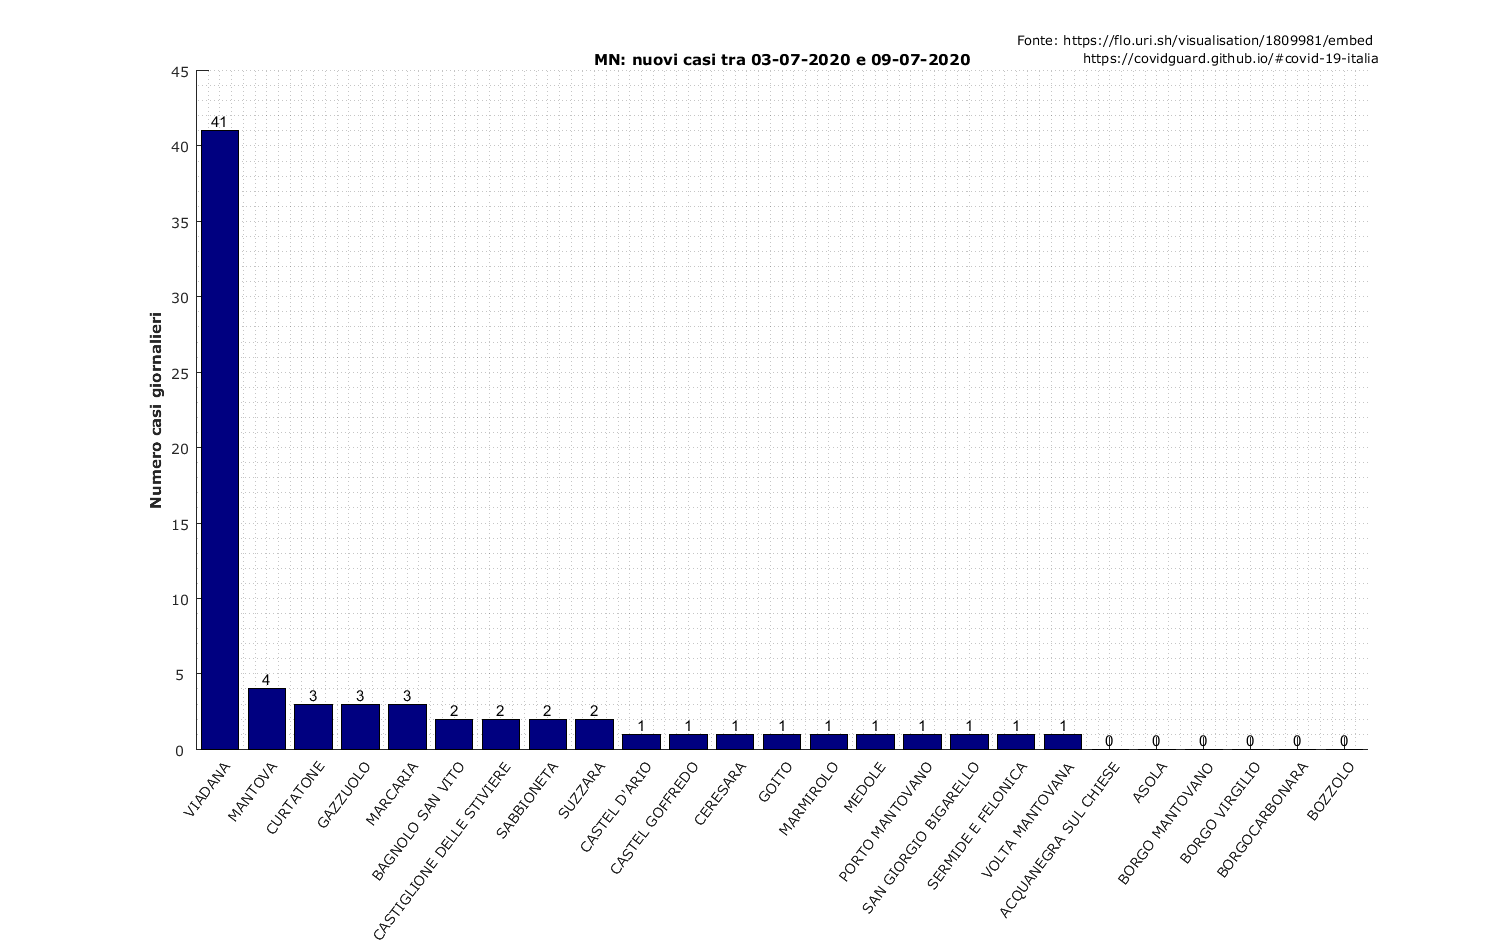 Fonte: https://flo.uri.sh/visualisation/1809981/embed
https://covidguard.github.io/#covid-19-italia
MN: nuovi casi tra 03-07-2020 e 09-07-2020
Numero casi giornalieri
45
40
35
30
25
20
15
10
5
0
41
4
3
3
3
2
2
2
2
1
1
1
1
1
1
1
1
1
1
0
0
0
0
0
0
VIADANA
MANTOVA
CURTATONE
GAZZUOLO
MARCARIA
BAGNOLO SAN VITO
CASTIGLIONE DELLE STIVIERE
SABBIONETA
SUZZARA
CASTEL D'ARIO
CASTEL GOFFREDO
CERESARA
GOITO
MARMIROLO
MEDOLE
PORTO MANTOVANO
SAN GIORGIO BIGARELLO
SERMIDE E FELONICA
VOLTA MANTOVANA
ACQUANEGRA SUL CHIESE
ASOLA
BORGO MANTOVANO
BORGO VIRGILIO
BORGOCARBONARA
BOZZOLO